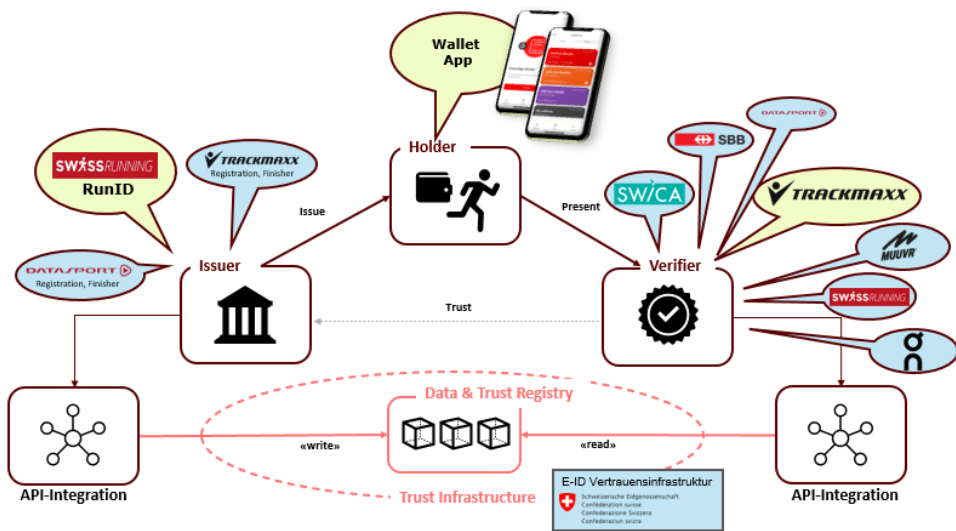 Wallet
App
Holder
SWISSRUNNING
RunID
TRACKMAXX
Registration, Finisher
DATASPORT
Registration, Finisher
Issue
Present
SWICA
SBB
DATASPORT
TRACKMAXX
MUUVR
SWISSRUNNING
on
Issuer
Verifier
Trust
Data & Trust Registry
«write»
«read»
API-Integration
Trust Infrastructure
API-Integration
E-ID Vertrauensinfrastruktur
Schweizerische Eidgenossenschaft
Confédération suisse
Confederazione Svizzera
Confederaziun svizra